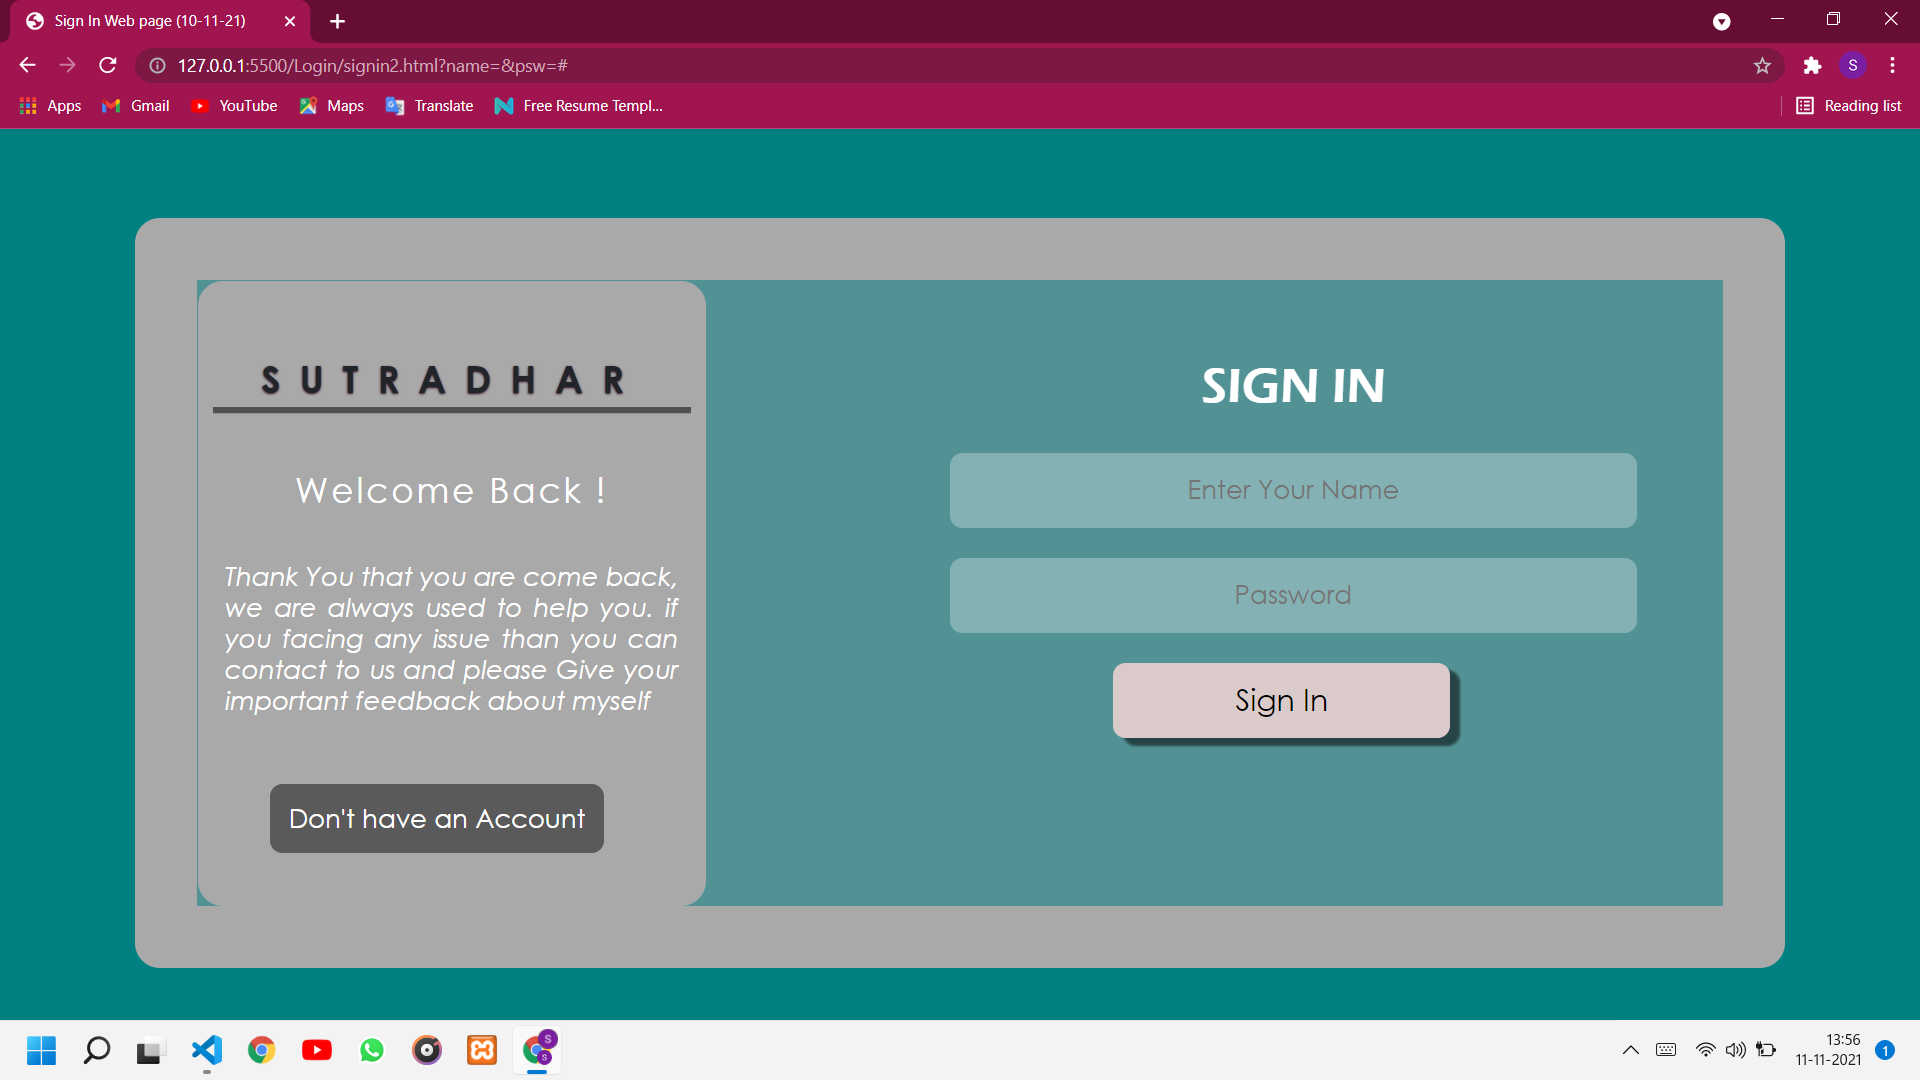 Sign In Web page (10-11-21)
127.0.0.1:5500/Login/signin2.html?name=&psw=#
S
Apps
Gmail
YouTube
Maps
Translate
Free Resume Templ...
Reading list
SUTRADHAR
Welcome Back !
Thank You that you are come back,
we are always used to help you. if
you facing any issue than you can
contact to us and please Give your
important feedback about myself
Don't have an Account
SIGN IN
Enter Your Name
Password
Sign In
S
S
13:56
11-11-2021
1